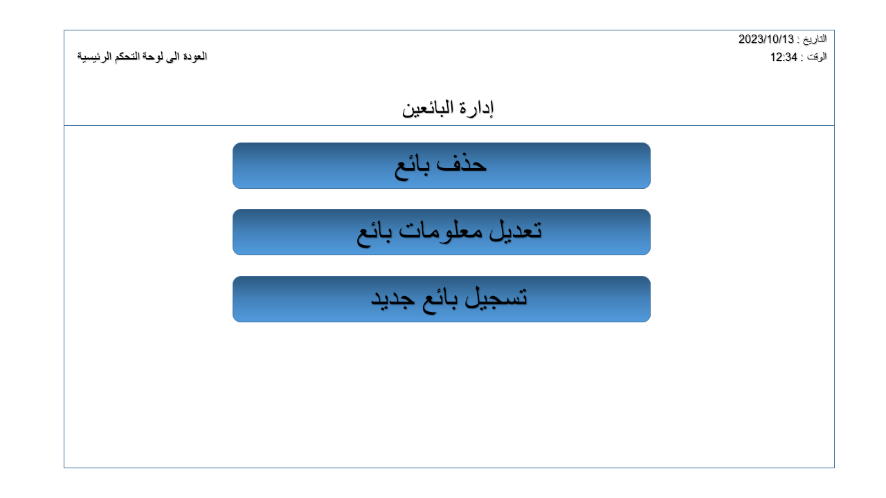 التاريخ : 2023/10/13
الوقت : 12:34
العودة الى لوحة التحكم الرئيسية
إدارة البائعين
حذف بائع
تعديل معلومات بائع
تسجيل بائع جديد